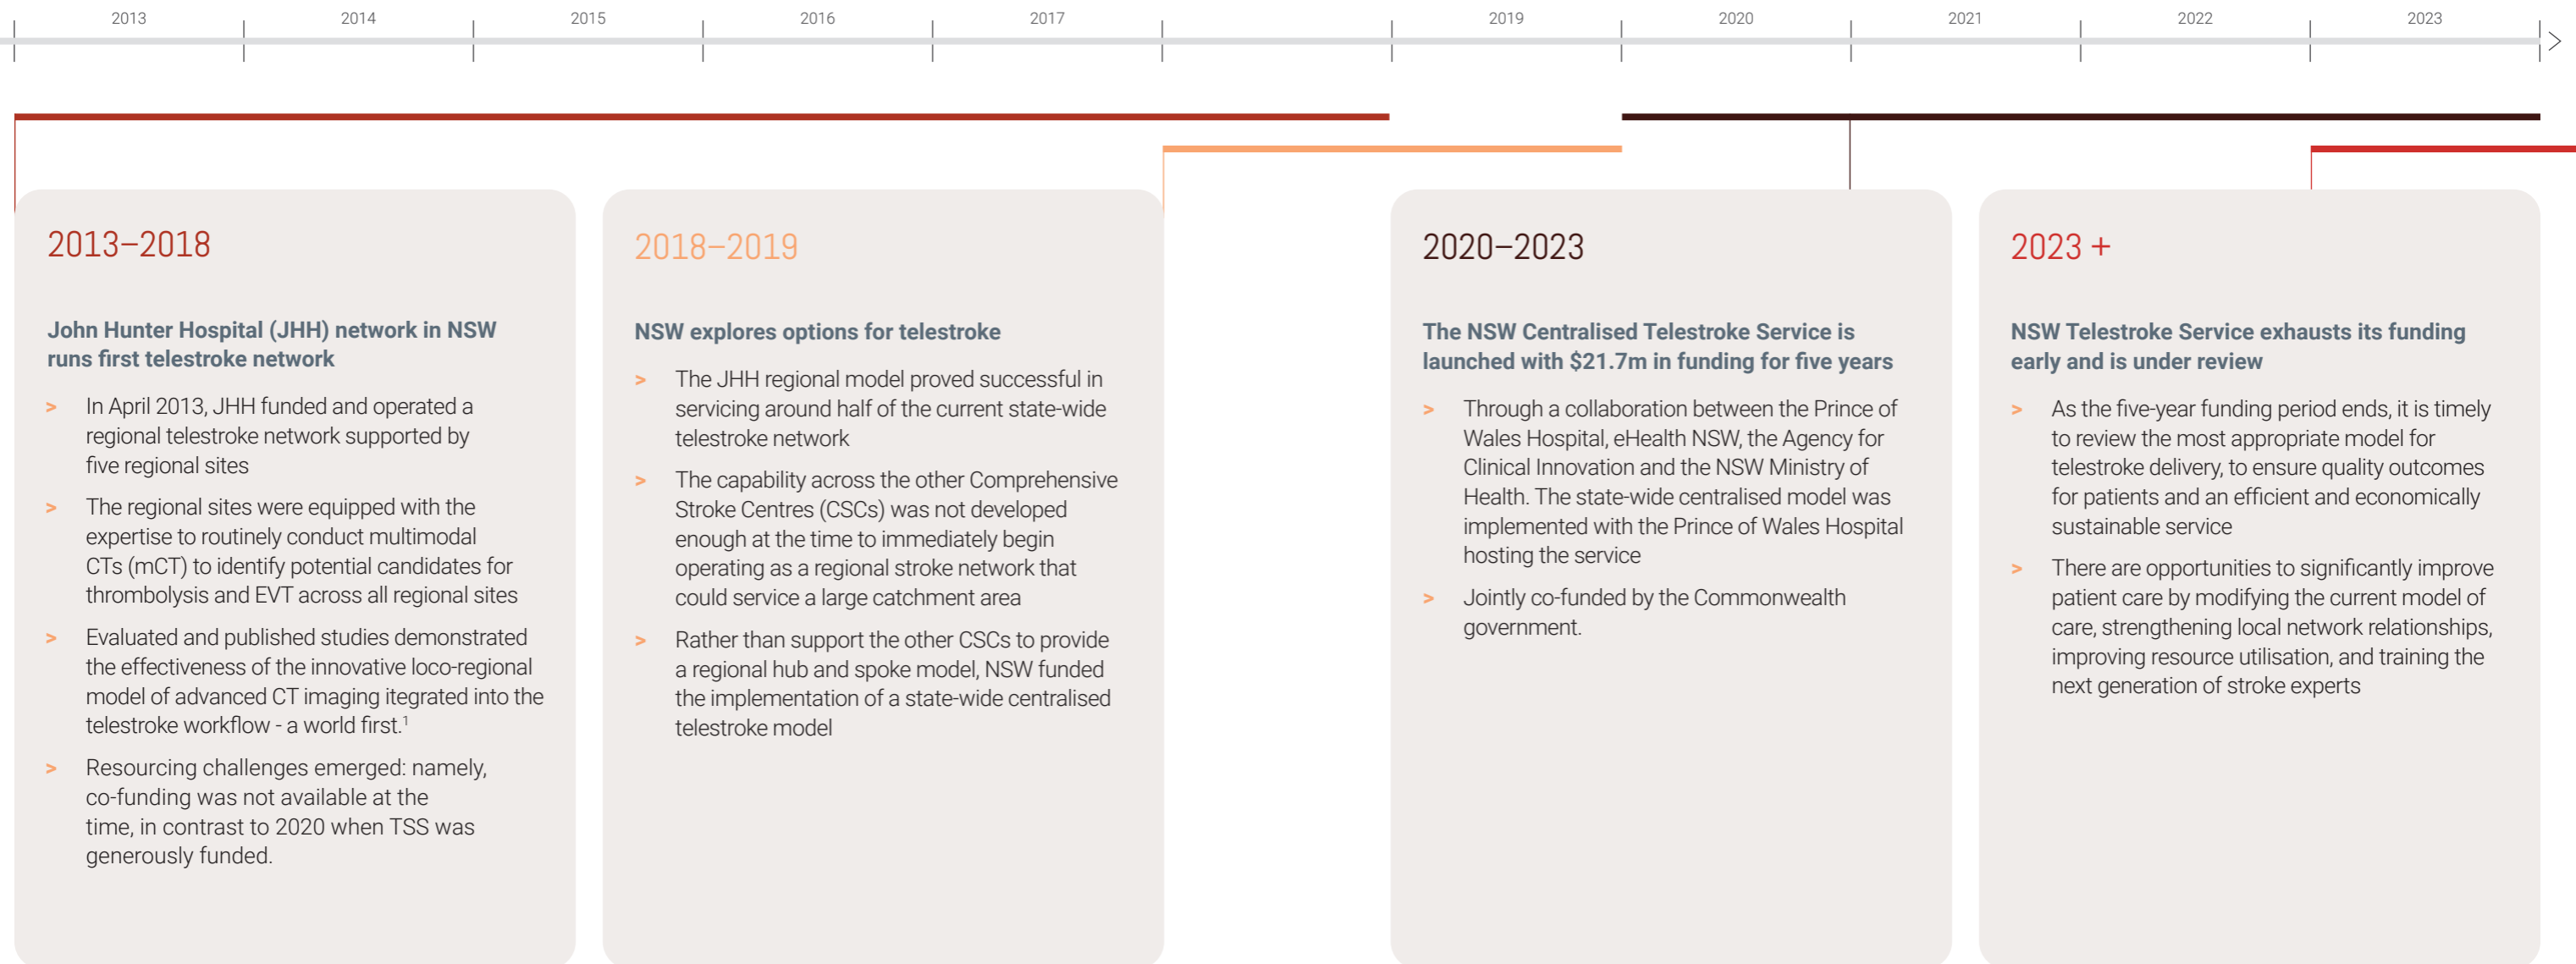 2013
2014
2015
2016
2017
2019
2020
2021
2022
2023
2013–2018
John Hunter Hospital (JHH) network in NSW
runs first telestroke network
> In April 2013, JHH funded and operated a
regional telestroke network supported by
five regional sites
> The regional sites were equipped with the
expertise to routinely conduct multimodal
CTs (mCT) to identify potential candidates for
thrombolysis and EVT across all regional sites
> Evaluated and published studies demonstrated
the effectiveness of the innovative loco-regional
model of advanced CT imaging itegrated into the
telestroke workflow - a world first.1
> Resourcing challenges emerged: namely,
co-funding was not available at the
time, in contrast to 2020 when TSS was
generously funded.
2018–2019
NSW explores options for telestroke
> The JHH regional model proved successful in
servicing around half of the current state-wide
telestroke network
> The capability across the other Comprehensive
Stroke Centres (CSCs) was not developed
enough at the time to immediately begin
operating as a regional stroke network that
could service a large catchment area
> Rather than support the other CSCs to provide
a regional hub and spoke model, NSW funded
the implementation of a state-wide centralised
telestroke model
2020–2023
The NSW Centralised Telestroke Service is
launched with $21.7m in funding for five years
> Through a collaboration between the Prince of
Wales Hospital, eHealth NSW, the Agency for
Clinical Innovation and the NSW Ministry of
Health. The state-wide centralised model was
implemented with the Prince of Wales Hospital
hosting the service
> Jointly co-funded by the Commonwealth
government.
2023 +
NSW Telestroke Service exhausts its funding
early and is under review
> As the five-year funding period ends, it is timely
to review the most appropriate model for
telestroke delivery, to ensure quality outcomes
for patients and an efficient and economically
sustainable service
> There are opportunities to significantly improve
patient care by modifying the current model of
care, strengthening local network relationships,
improving resource utilisation, and training the
next generation of stroke experts